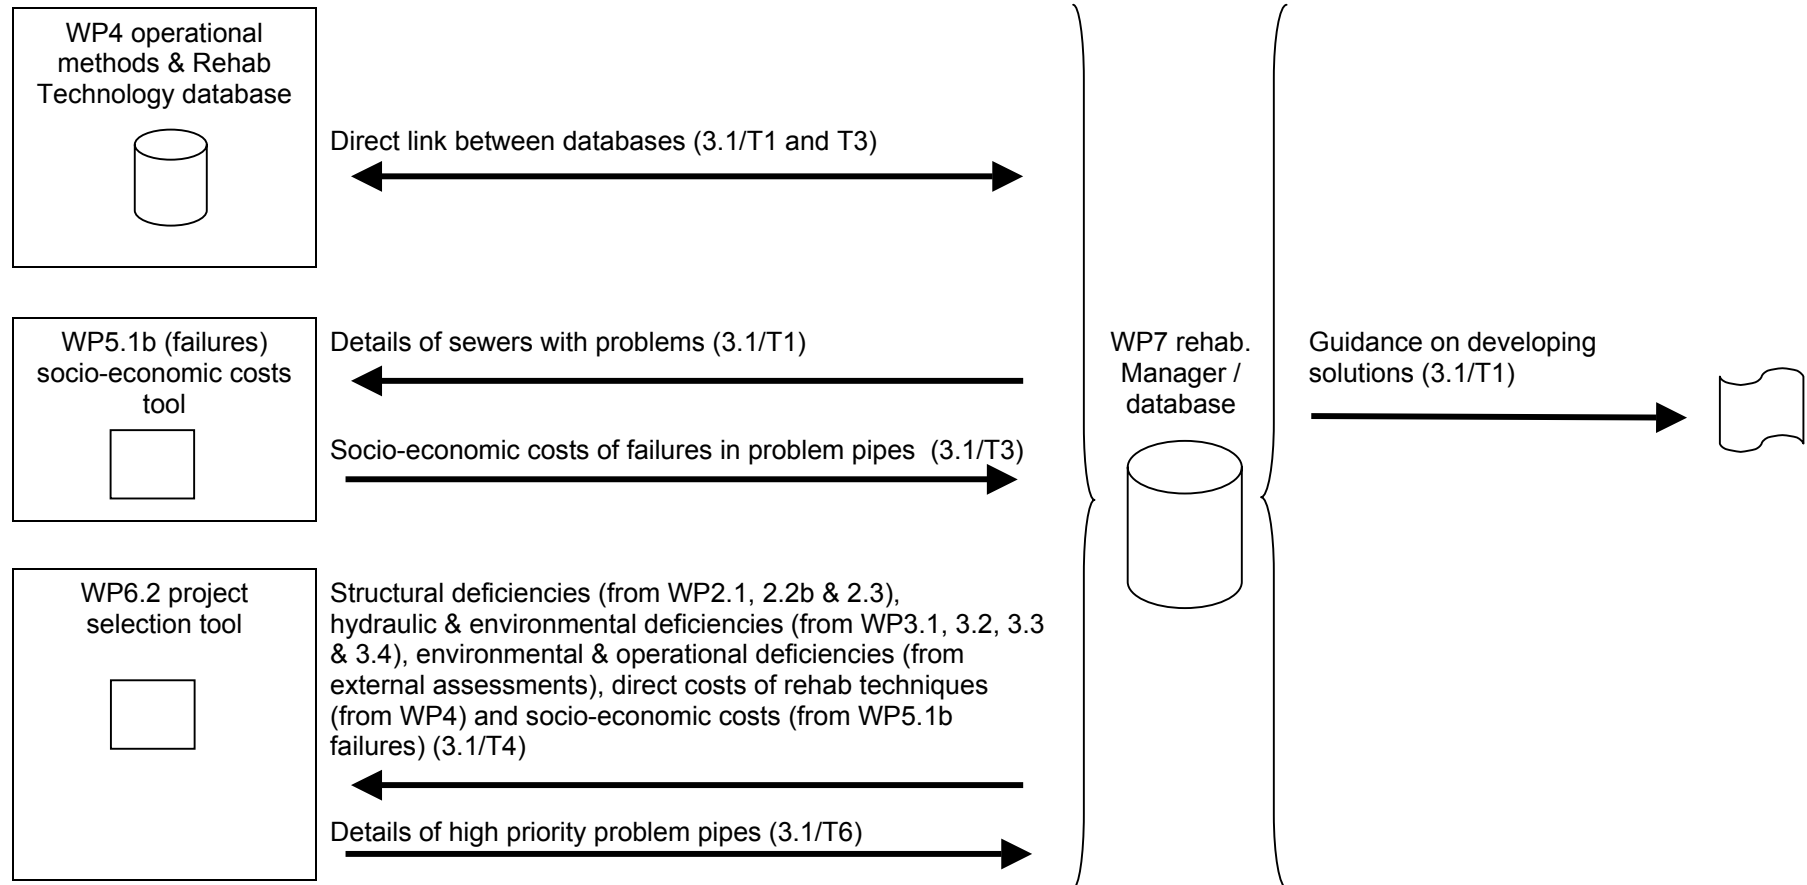 WP4 operational
methods & Rehab
Technology database
Direct link between databases (3.1/T1 and T3)
WP5.1b (failures)
socio-economic costs
tool
Details of sewers with problems (3.1/T1)
Socio-economic costs of failures in problem pipes (3.1/T3)
WP6.2 project
selection tool
Structural deficiencies (from WP2.1, 2.2b & 2.3),
hydraulic & environmental deficiencies (from WP3.1, 3.2, 3.3
& 3.4), environmental & operational deficiencies (from
external assessments), direct costs of rehab techniques
(from WP4) and socio-economic costs (from WP5.1b
failures) (3.1/T4)
Details of high priority problem pipes (3.1/T6)
WP7 rehab.
Manager /
database
Guidance on developing
solutions (3.1/T1)